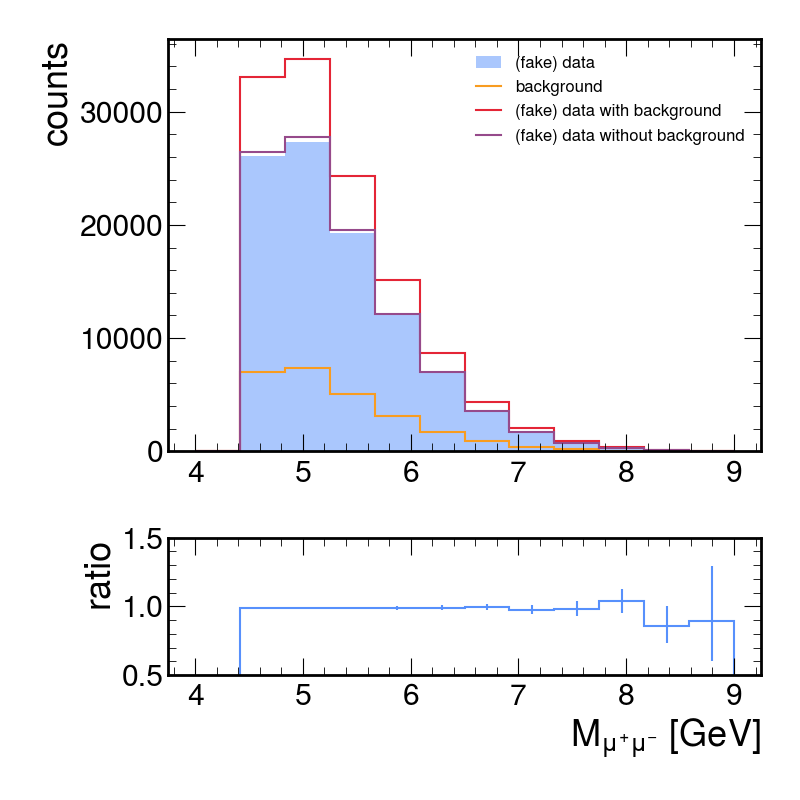 counts
(fake) data
background
(fake) data with background
(fake) data without background
30000
20000
10000
0
4 5 6 7 8 9
ratio
1.5
1.0
0.5
4 5 6 7 8 9
M_μ⁺μ⁻ [GeV]